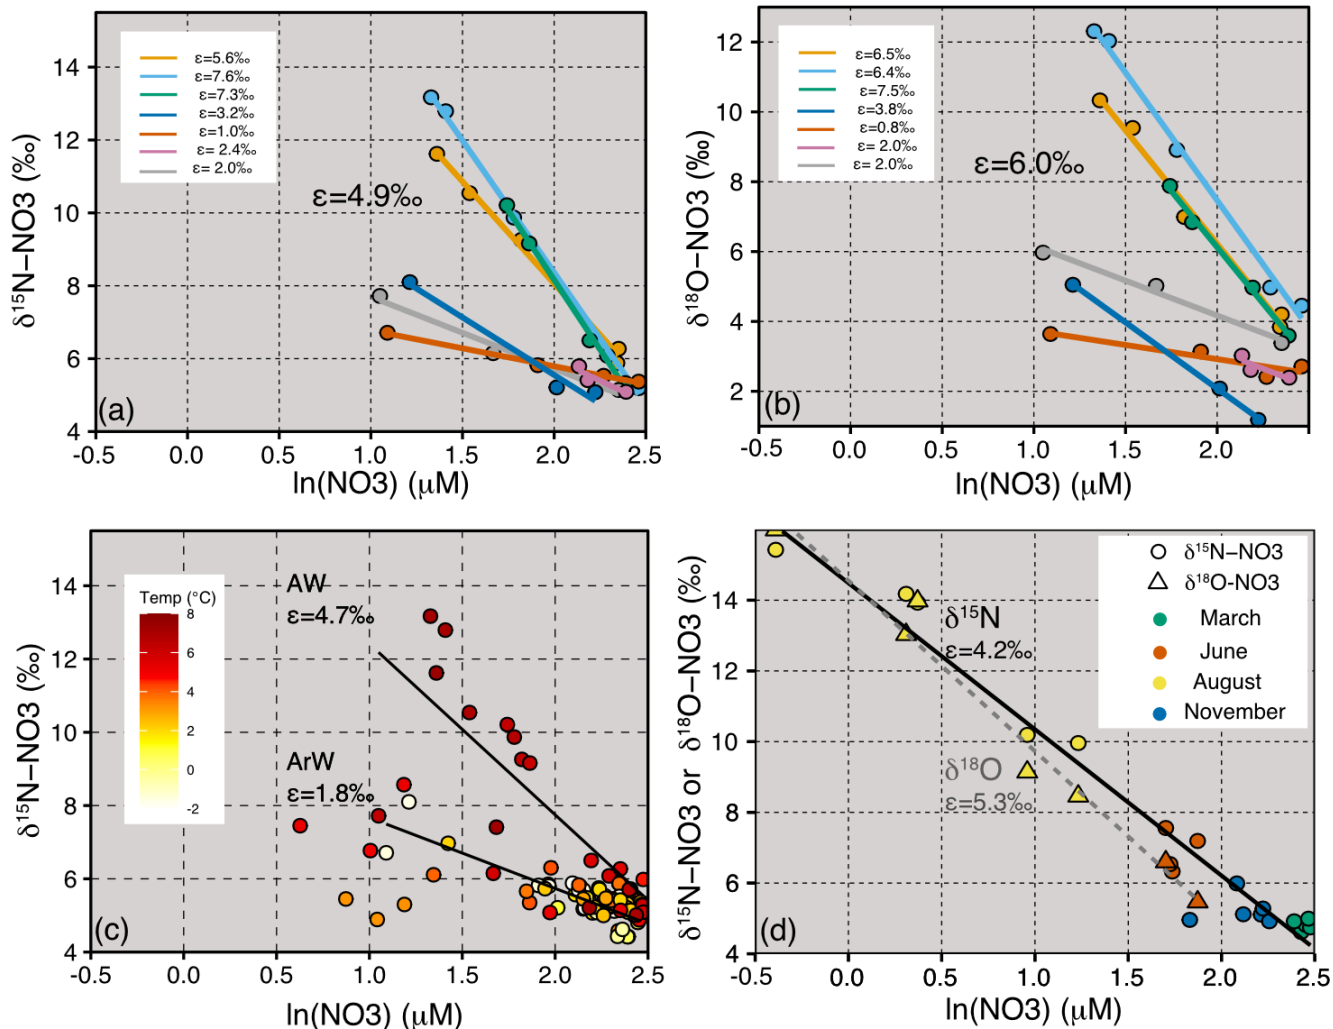 δ¹⁵N−NO3 (‰)
14
12
10
8
6
4
ε=5.6‰
ε=7.6‰
ε=7.3‰
ε=3.2‰
ε=1.0‰
ε= 2.4‰
ε= 2.0‰
ε=4.9‰
(a)
-0.5 0.0 0.5 1.0 1.5 2.0 2.5
ln(NO3) (μM)
δ¹⁸O−NO3 (‰)
12
10
8
6
4
2
ε=6.5‰
ε=6.4‰
ε=7.5‰
ε=3.8‰
ε=0.8‰
ε= 2.0‰
ε= 2.0‰
ε=6.0‰
(b)
-0.5 0.0 0.5 1.0 1.5 2.0
ln(NO3) (μM)
δ¹⁵N−NO3 (‰)
14
12
10
8
6
4
Temp (°C)
8
6
4
2
0
-2
AW
ε=4.7‰
ArW
ε=1.8‰
(c)
-0.5 0.0 0.5 1.0 1.5 2.0 2.5
ln(NO3) (μM)
δ¹⁵N−NO3 or δ¹⁸O−NO3 (‰)
14
12
10
8
6
4
δ¹⁵N−NO3
δ¹⁸O-NO3
March
June
August
November
δ¹⁵N
ε=4.2‰
δ¹⁸O
ε=5.3‰
(d)
-0.5 0.0 0.5 1.0 1.5 2.0 2.5
ln(NO3) (μM)